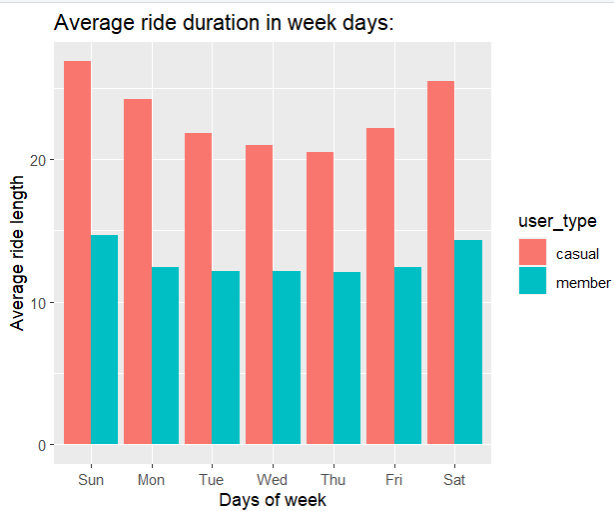 Average ride duration in week days:
Average ride length
20
10
0
Sun Mon Tue Wed Thu Fri Sat
Days of week
user_type
casual
member